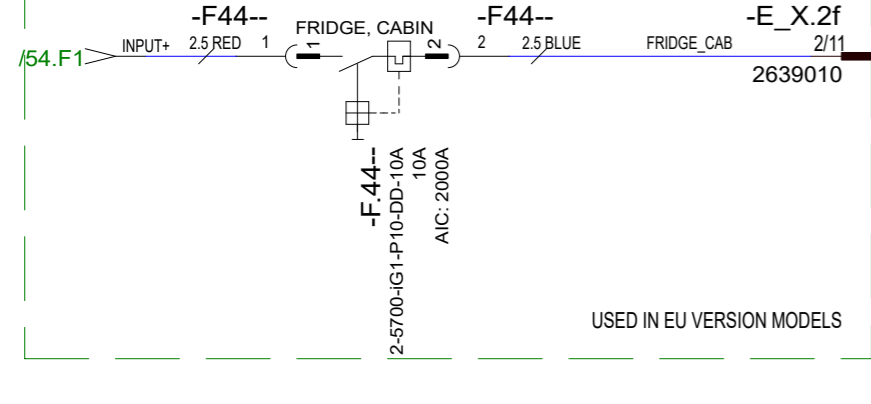 -F44--
FRIDGE, CABIN
-F44--
-E_X.2f
/54.F1
INPUT+
2.5 RED
1
1
2
2
2.5 BLUE
FRIDGE_CAB
2/11
2639010
-F.44--
2-5700-iG1-P10-DD-10A
10A
AIC: 2000A
USED IN EU VERSION MODELS